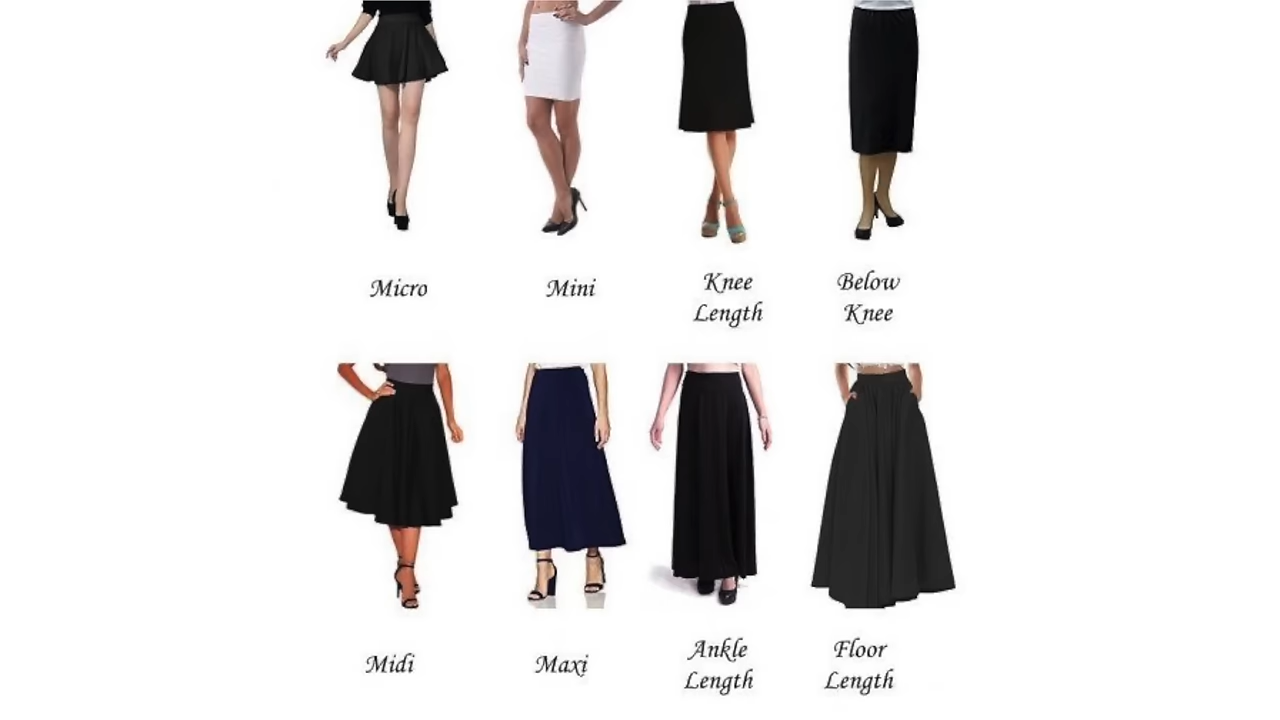 Micro
Mini
Knee
Length
Below
Knee
Midi
Maxi
Ankle
Length
Floor
Length